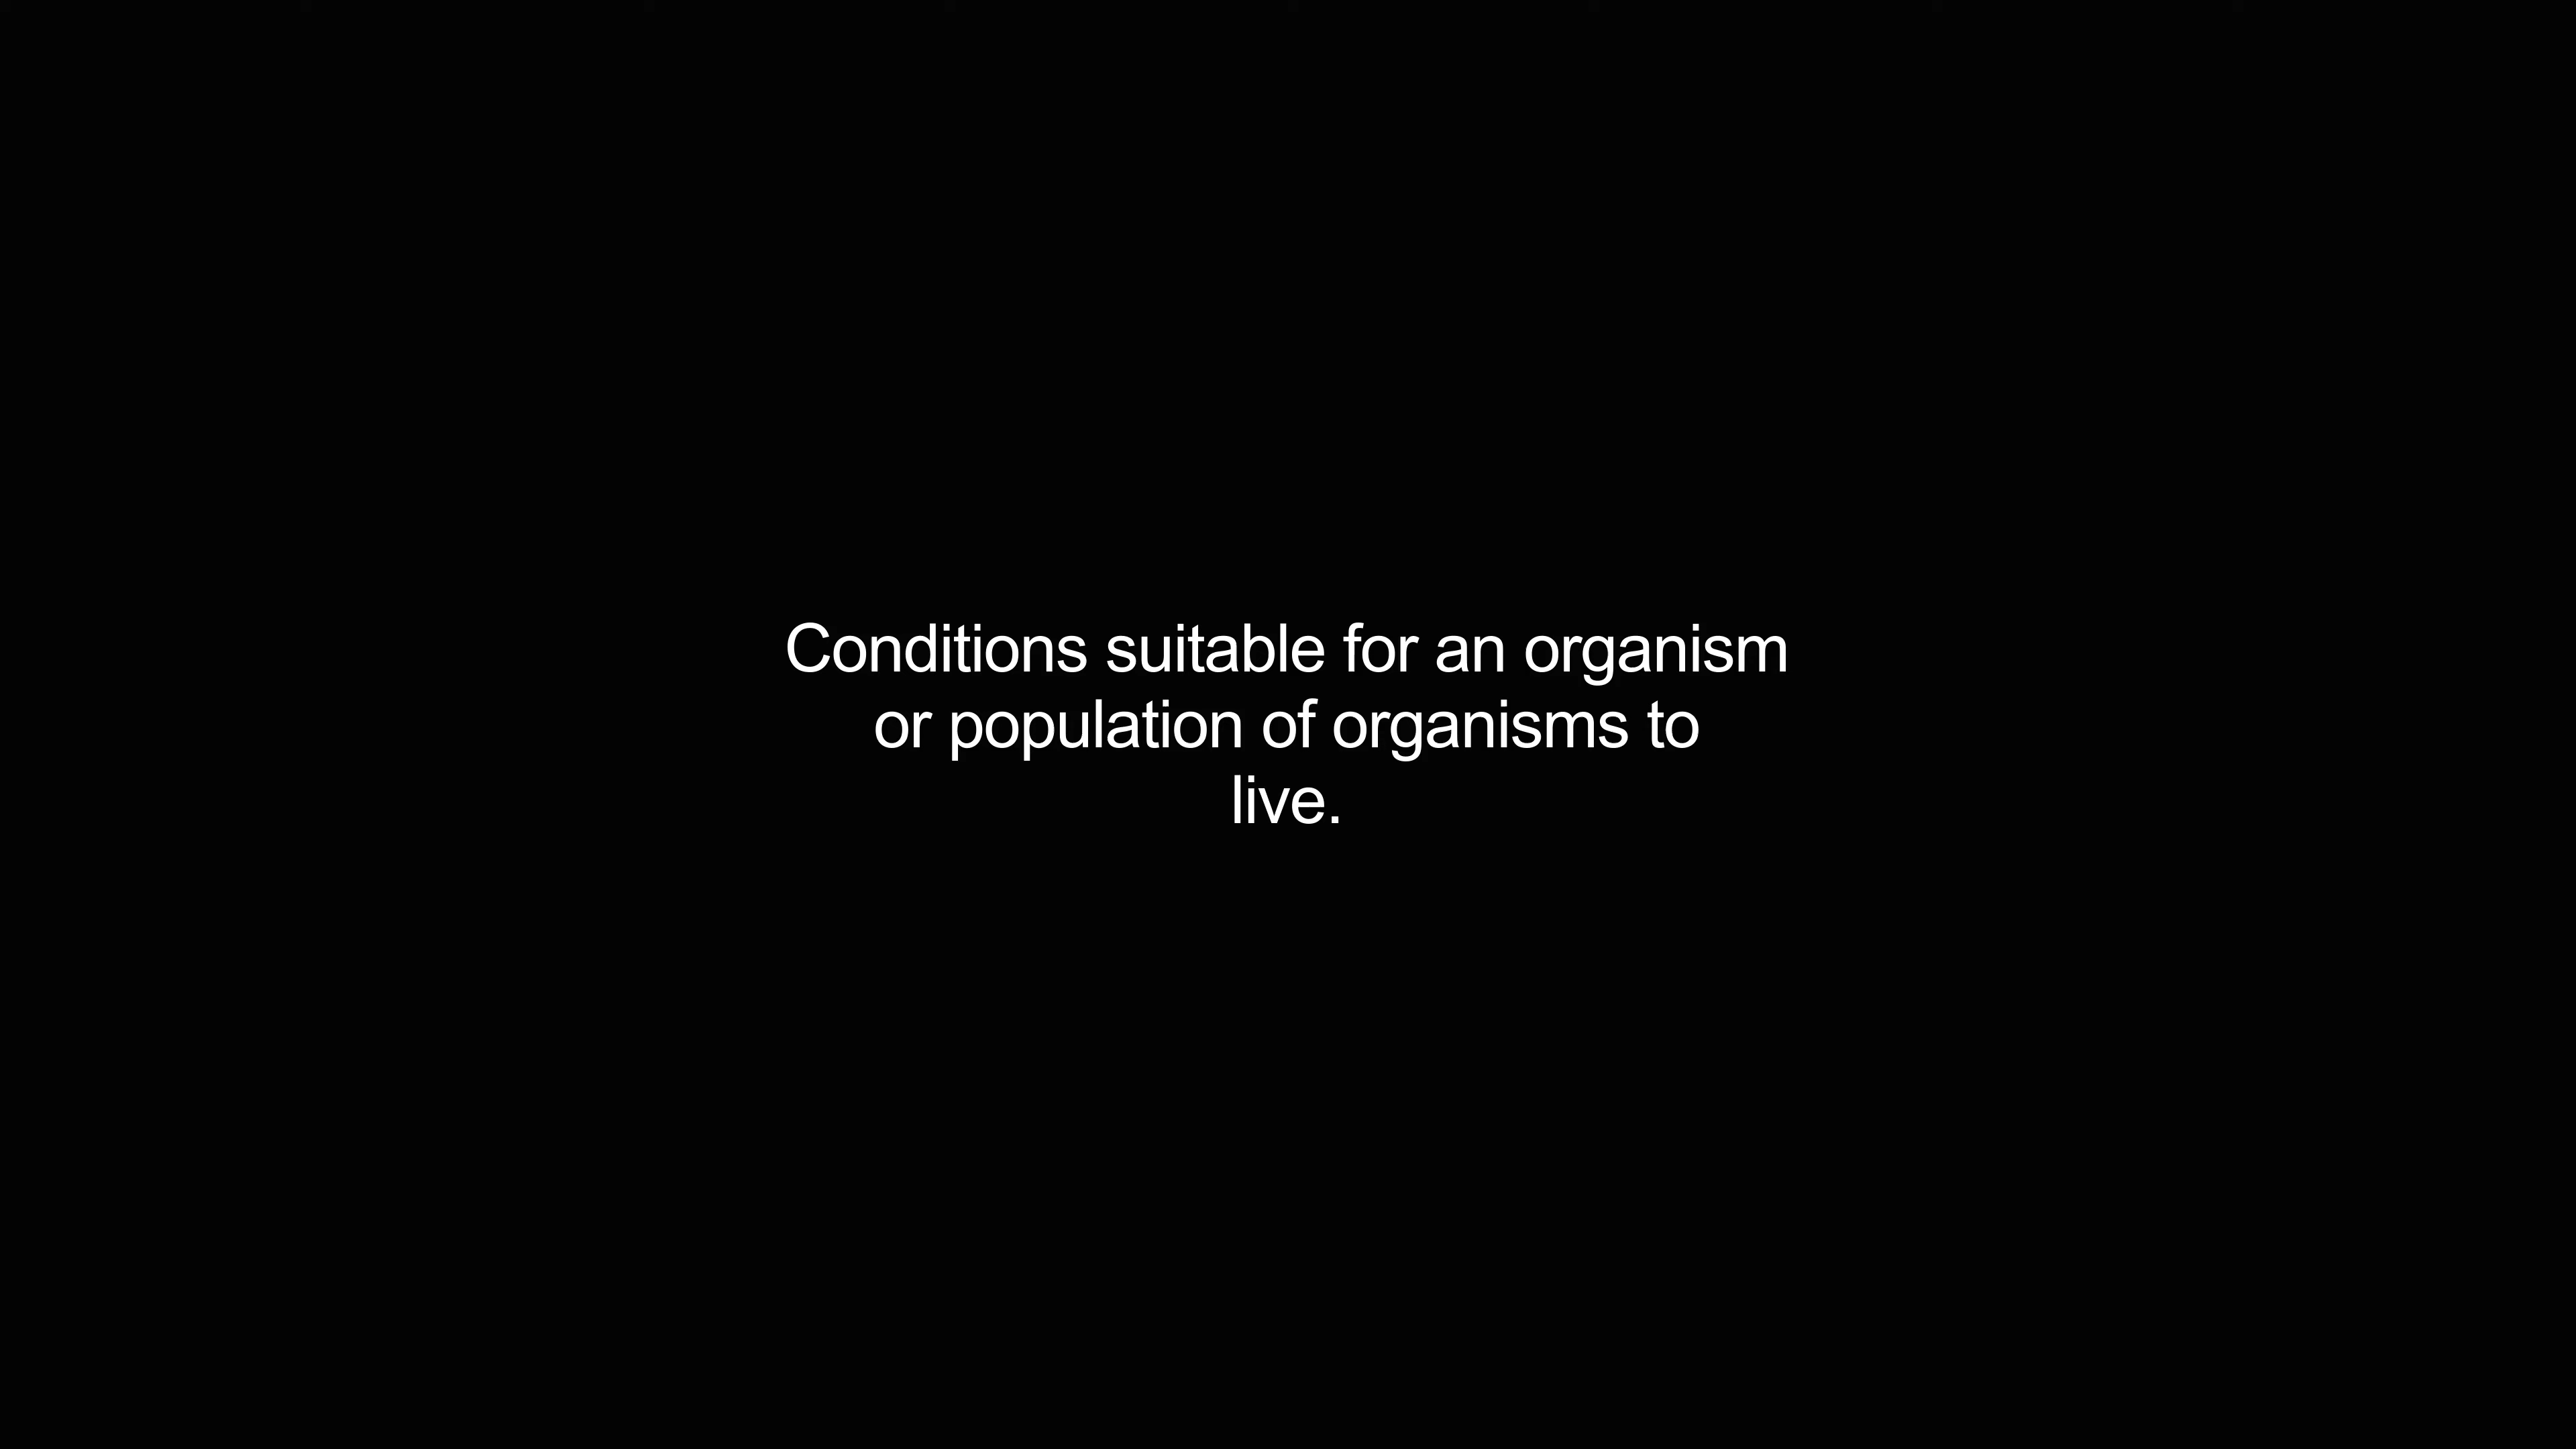 Conditions suitable for an organism
or population of organisms to
live.